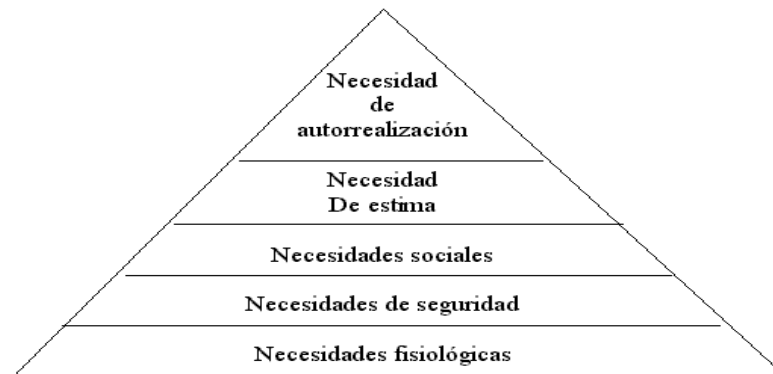 Necesidad
de
autorrealización
Necesidad
De estima
Necesidades sociales
Necesidades de seguridad
Necesidades fisiológicas